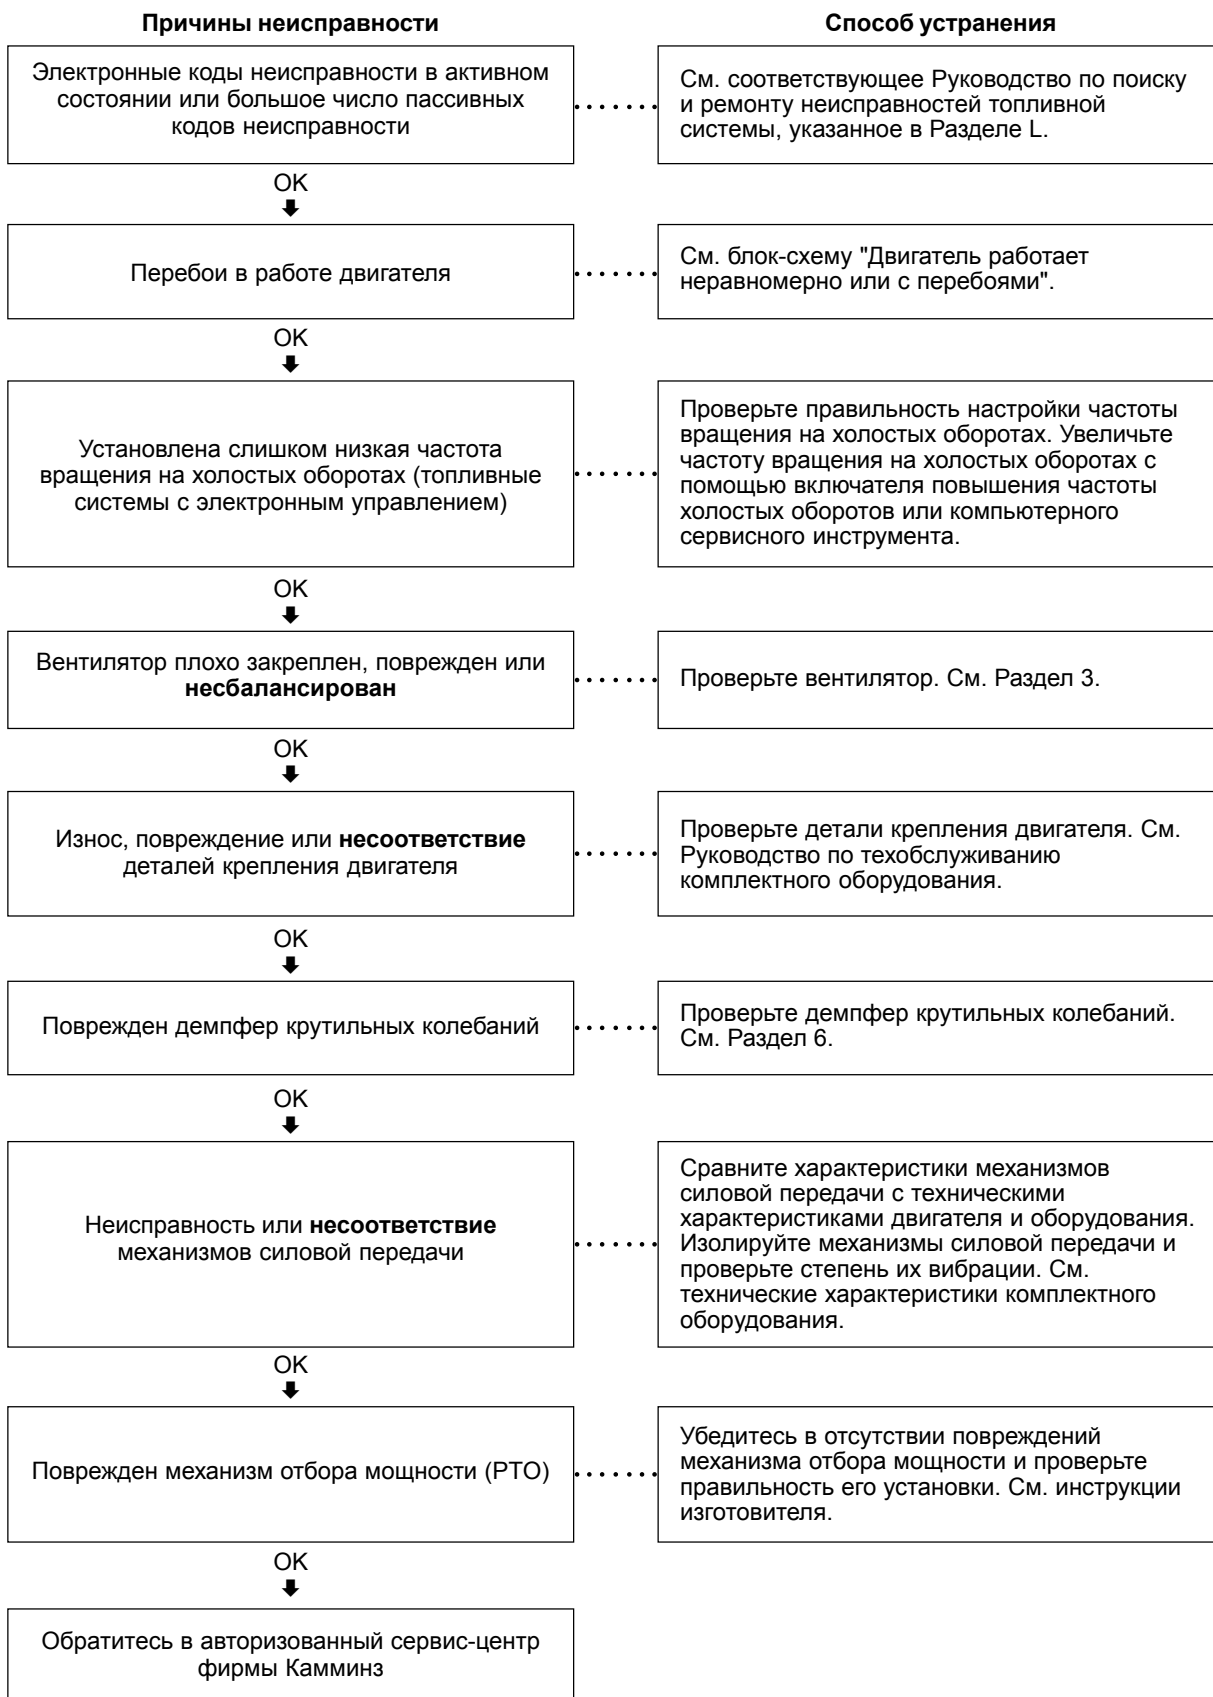 Причины неисправности
Способ устранения
Электронные коды неисправности в активном
состоянии или большое число пассивных
кодов неисправности
См. соответствующее Руководство по поиску
и ремонту неисправностей топливной
системы, указанное в Разделе L.
OK
Перебои в работе двигателя
См. блок-схему "Двигатель работает
неравномерно или с перебоями".
OK
Установлена слишком низкая частота
вращения на холостых оборотах (топливные
системы с электронным управлением)
Проверьте правильность настройки частоты
вращения на холостых оборотах. Увеличьте
частоту вращения на холостых оборотах с
помощью включателя повышения частоты
холостых оборотов или компьютерного
сервисного инструмента.
OK
Вентилятор плохо закреплен, поврежден или
несбалансирован
Проверьте вентилятор. См. Раздел 3.
OK
Износ, повреждение или несоответствие
деталей крепления двигателя
Проверьте детали крепления двигателя. См.
Руководство по техобслуживанию
комплектного оборудования.
OK
Поврежден демпфер крутильных колебаний
Проверьте демпфер крутильных колебаний.
См. Раздел 6.
OK
Неисправность или несоответствие
механизмов силовой передачи
Сравните характеристики механизмов
силовой передачи с техническими
характеристиками двигателя и оборудования.
Изолируйте механизмы силовой передачи и
проверьте степень их вибрации. См.
технические характеристики комплектного
оборудования.
OK
Поврежден механизм отбора мощности (PTO)
Убедитесь в отсутствии повреждений
механизма отбора мощности и проверьте
правильность его установки. См. инструкции
изготовителя.
OK
Обратитесь в авторизованный сервис-центр
фирмы Камминз